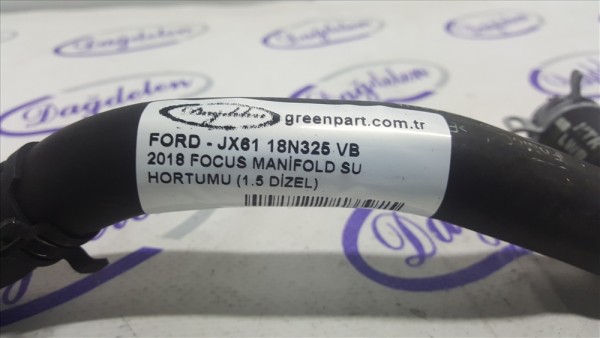 Dağdelen
Dağdelen greenpart.com.tr
FORD - JX61 18N325 VB
2018 FOCUS MANİFOLD SU
HORTUMU (1.5 DİZEL)
Dağdelen